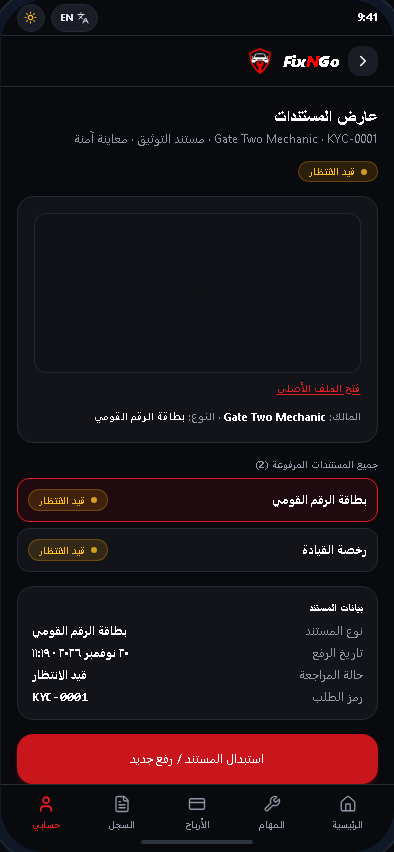 EN
9:41
FixNGo
عارض المستندات
Gate Two Mechanic · KYC-0001 · مستند التوثيق · معاينة آمنة
قيد الانتظار
فتح الملف الأصلي
المالك: Gate Two Mechanic · النوع: بطاقة الرقم القومي
جميع المستندات المرفوعة (2)
بطاقة الرقم القومي
قيد الانتظار
رخصة القيادة
قيد الانتظار
بيانات المستند
نوع المستند بطاقة الرقم القومي
تاريخ الرفع ٢٠ نوفمبر ٢٠٢٦ · ١١:١٩
حالة المراجعة قيد الانتظار
رمز الطلب KYC-0001
استبدال المستند / رفع جديد
الرئيسية
المهام
الأرباح
السجل
حسابي